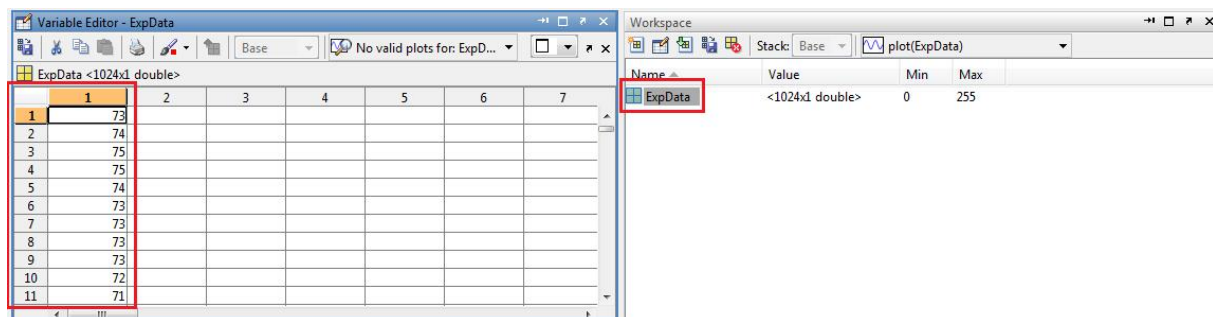 Variable Editor - ExpData
Base
No valid plots for: ExpD...
ExpData <1024x1 double>
1 2 3 4 5 6 7
1 73
2 74
3 75
4 75
5 74
6 73
7 73
8 73
9 73
10 72
11 71
Workspace
Stack: Base plot(ExpData)
Name Value Min Max
ExpData <1024x1 double> 0 255